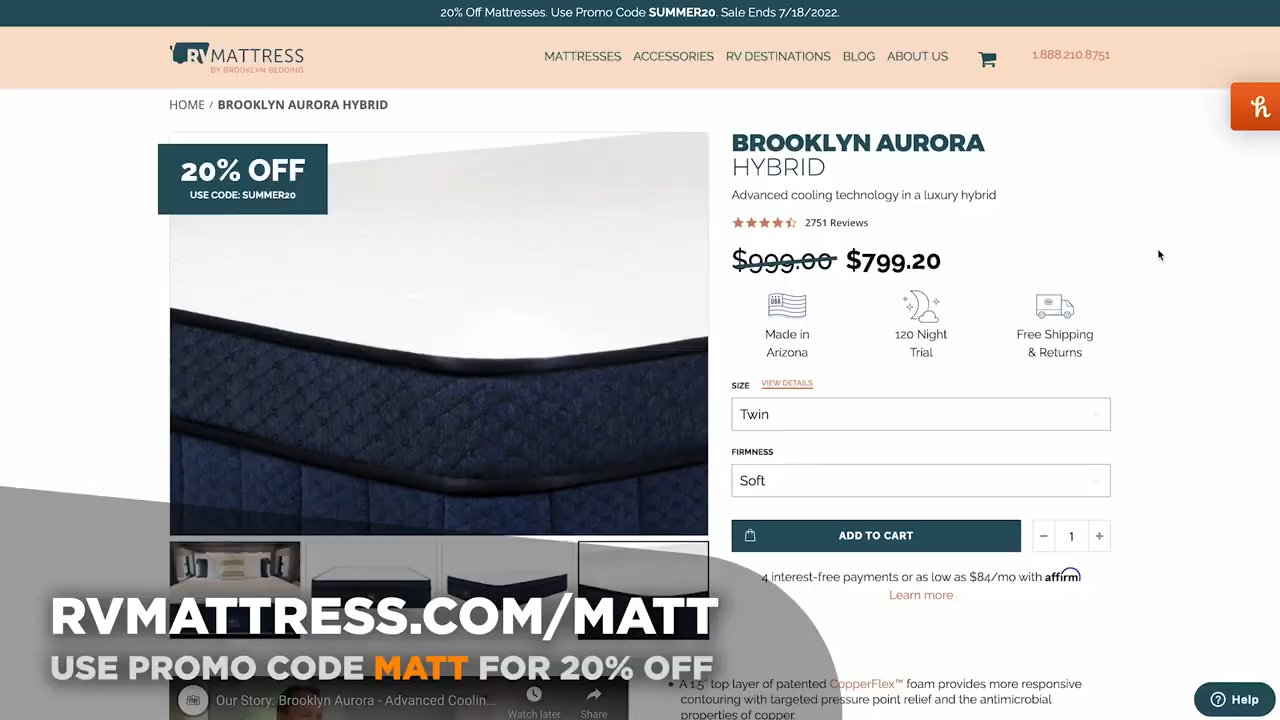 20% Off Mattresses. Use Promo Code SUMMER20. Sale Ends 7/18/2022.
RVMATTRESS
BY BROOKLYN BEDDING
MATTRESSES ACCESSORIES RV DESTINATIONS BLOG ABOUT US
1.888.210.8751
HOME / BROOKLYN AURORA HYBRID
20% OFF
USE CODE: SUMMER20
BROOKLYN AURORA
HYBRID
Advanced cooling technology in a luxury hybrid
2751 Reviews
$999.00 $799.20
USA
Made in
Arizona
120 Night
Trial
Free Shipping
& Returns
SIZE VIEW DETAILS
Twin
FIRMNESS
Soft
ADD TO CART
− 1 +
4 interest-free payments or as low as $84/mo with affirm
Learn more
RVMATTRESS.COM/MATT
USE PROMO CODE MATT FOR 20% OFF
Our Story: Brooklyn Aurora - Advanced Coolin...
Watch later
Share
• A 1.5" top layer of patented CopperFlex™ foam provides more responsive
contouring with targeted pressure point relief and the antimicrobial
properties of copper.
Help